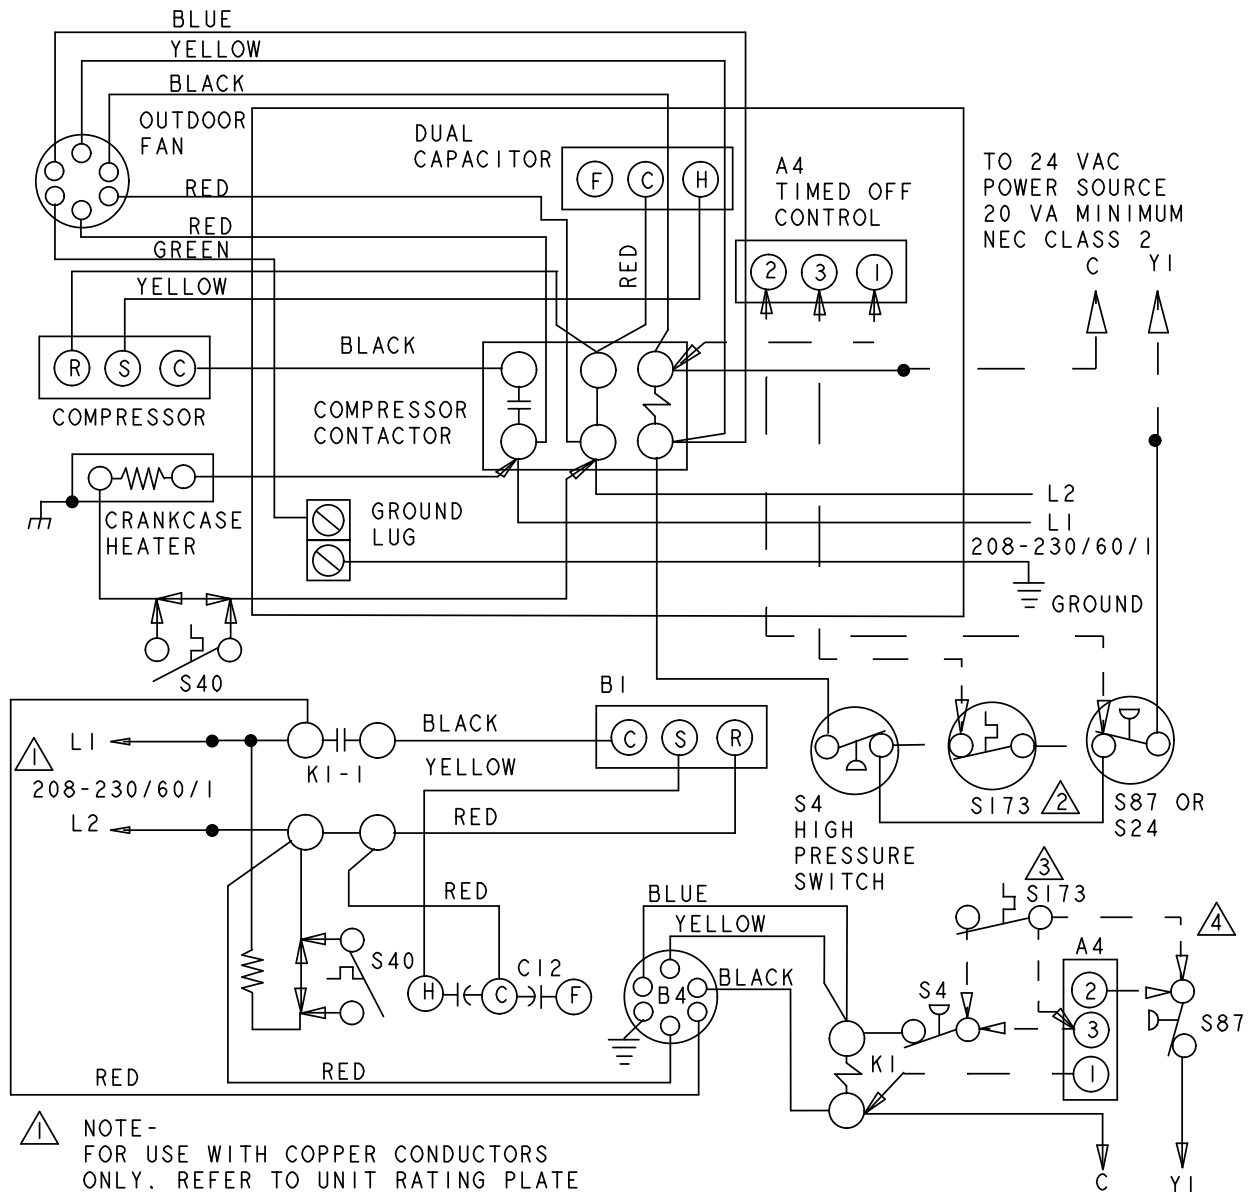 BLUE
YELLOW
BLACK
OUTDOOR
FAN
DUAL
CAPACITOR
F C H
A4
TIMED OFF
CONTROL
2 3 1
TO 24 VAC
POWER SOURCE
20 VA MINIMUM
NEC CLASS 2
C Y1
RED
RED
GREEN
RED
YELLOW
BLACK
R S C
COMPRESSOR
COMPRESSOR
CONTACTOR
CRANKCASE
HEATER
GROUND
LUG
L2
L1
208-230/60/1
GROUND
S40
B1
L1
1
208-230/60/1
L2
K1-1
BLACK
YELLOW
RED
C S R
S4
HIGH
PRESSURE
SWITCH
S173
2
S87 OR
S24
RED
S40
H C F
C12
BLUE
YELLOW
BLACK
B4
3
S173
4
A4
2
3
1
S4
S87
K1
RED
RED
C Y1
1
NOTE-
FOR USE WITH COPPER CONDUCTORS
ONLY. REFER TO UNIT RATING PLATE